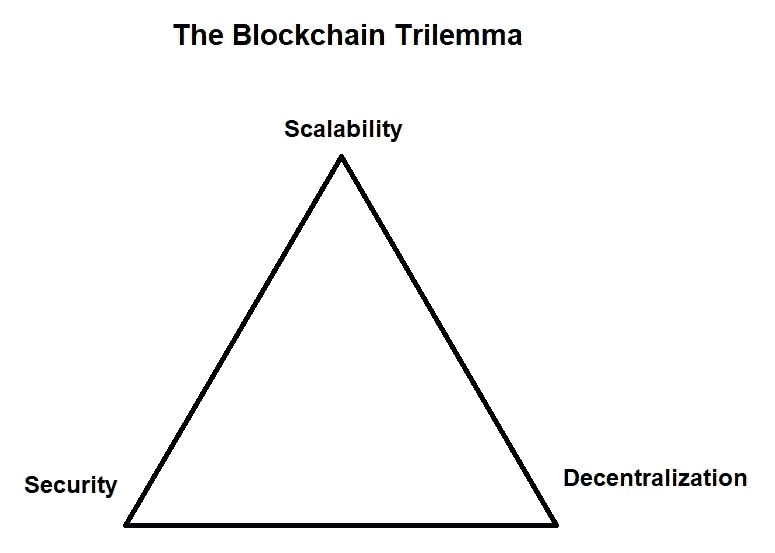 The Blockchain Trilemma
Scalability
Security
Decentralization